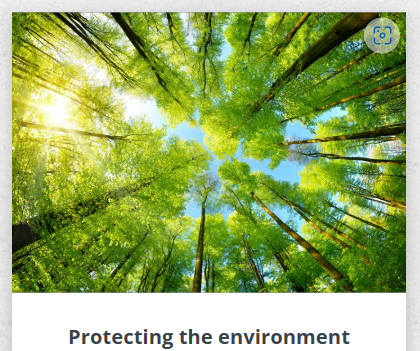 Protecting the environment